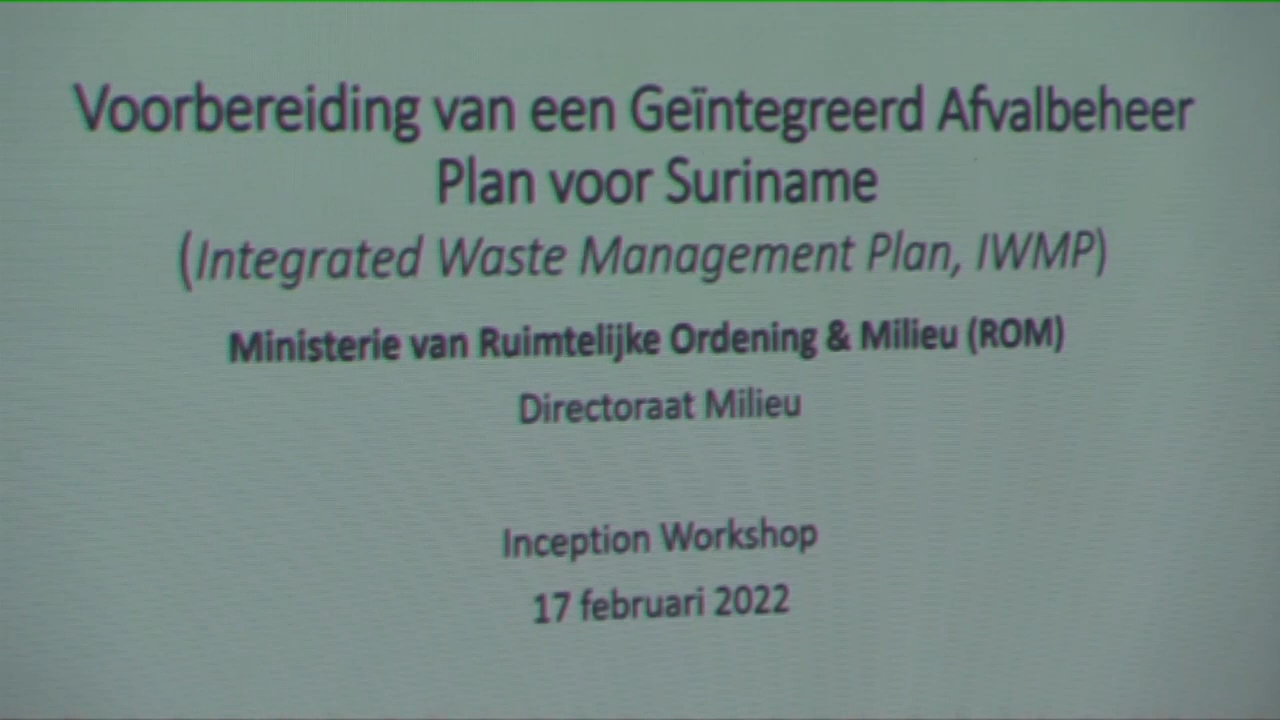 Voorbereiding van een Geïntegreerd Afvalbeheer
Plan voor Suriname
(Integrated Waste Management Plan, IWMP)
Ministerie van Ruimtelijke Ordening & Milieu (ROM)
Directoraat Milieu
Inception Workshop
17 februari 2022